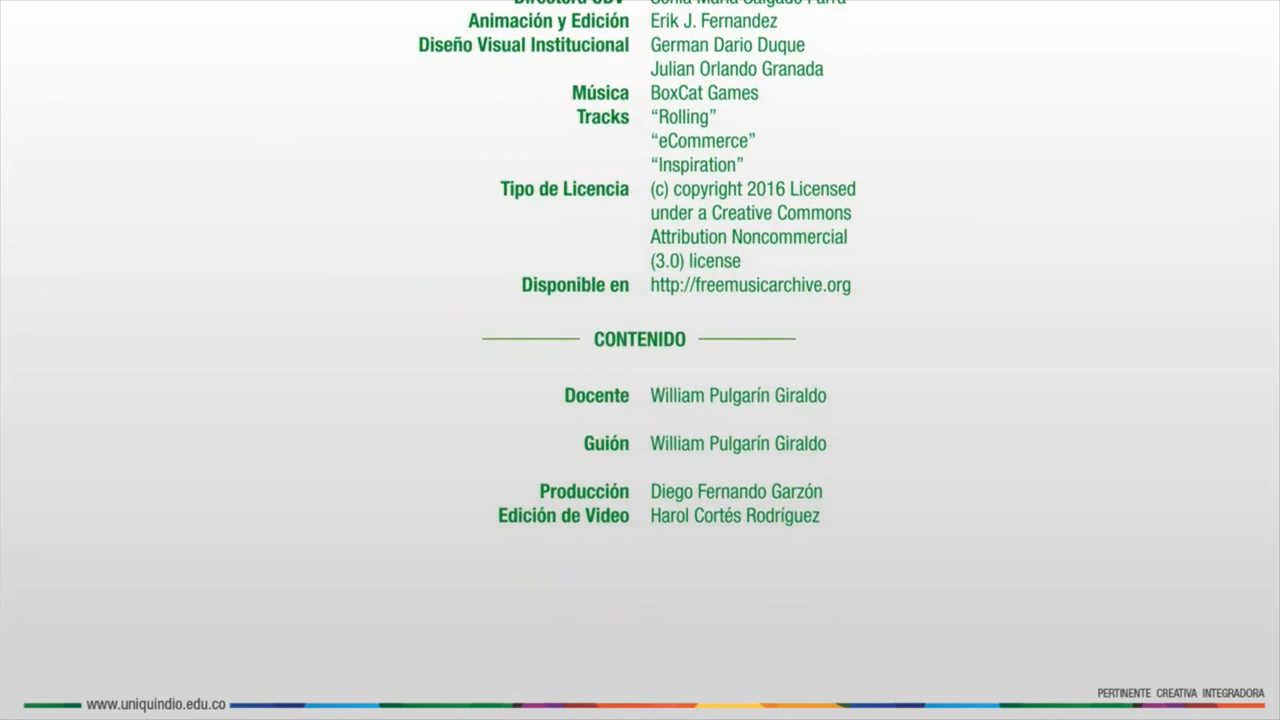 Animación y Edición Erik J. Fernandez
Diseño Visual Institucional German Dario Duque
Julian Orlando Granada
Música BoxCat Games
Tracks “Rolling”
“eCommerce”
“Inspiration”
Tipo de Licencia (c) copyright 2016 Licensed
under a Creative Commons
Attribution Noncommercial
(3.0) license
Disponible en http://freemusicarchive.org
CONTENIDO
Docente William Pulgarín Giraldo
Guión William Pulgarín Giraldo
Producción Diego Fernando Garzón
Edición de Video Harol Cortés Rodríguez
PERTINENTE CREATIVA INTEGRADORA
www.uniquindio.edu.co